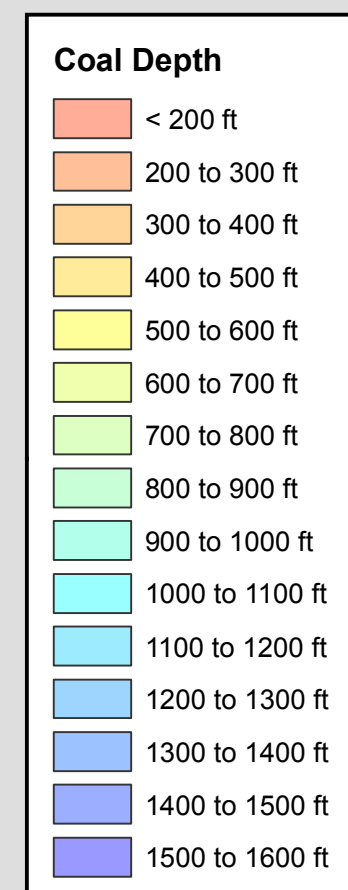 Coal Depth
< 200 ft
200 to 300 ft
300 to 400 ft
400 to 500 ft
500 to 600 ft
600 to 700 ft
700 to 800 ft
800 to 900 ft
900 to 1000 ft
1000 to 1100 ft
1100 to 1200 ft
1200 to 1300 ft
1300 to 1400 ft
1400 to 1500 ft
1500 to 1600 ft